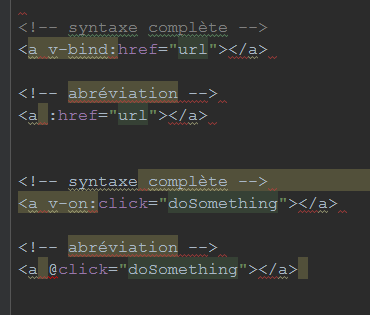 <!-- syntaxe complète -->
<a v-bind:href="url"></a>
<!-- abréviation -->
<a :href="url"></a>
<!-- syntaxe complète -->
<a v-on:click="doSomething"></a>
<!-- abréviation -->
<a @click="doSomething"></a>